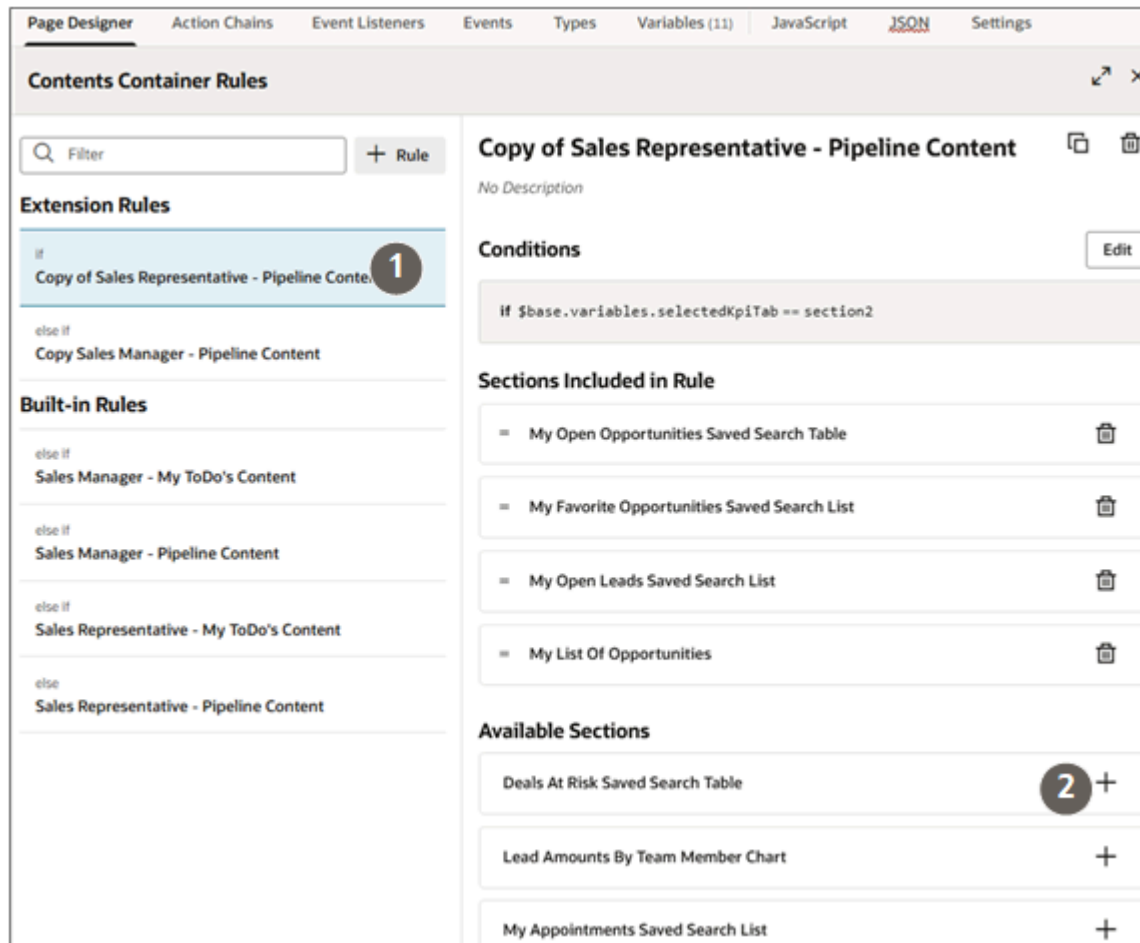 Page Designer Action Chains Event Listeners Events Types Variables (11) JavaScript JSON Settings
Contents Container Rules
Filter
+ Rule
Extension Rules
if
Copy of Sales Representative - Pipeline Conte
1
else if
Copy Sales Manager - Pipeline Content
Built-in Rules
else if
Sales Manager - My ToDo's Content
else if
Sales Manager - Pipeline Content
else if
Sales Representative - My ToDo's Content
else
Sales Representative - Pipeline Content
Copy of Sales Representative - Pipeline Content
No Description
Conditions
Edit
if $base.variables.selectedKpiTab == section2
Sections Included in Rule
My Open Opportunities Saved Search Table
My Favorite Opportunities Saved Search List
My Open Leads Saved Search List
My List Of Opportunities
Available Sections
Deals At Risk Saved Search Table
2
Lead Amounts By Team Member Chart
My Appointments Saved Search List